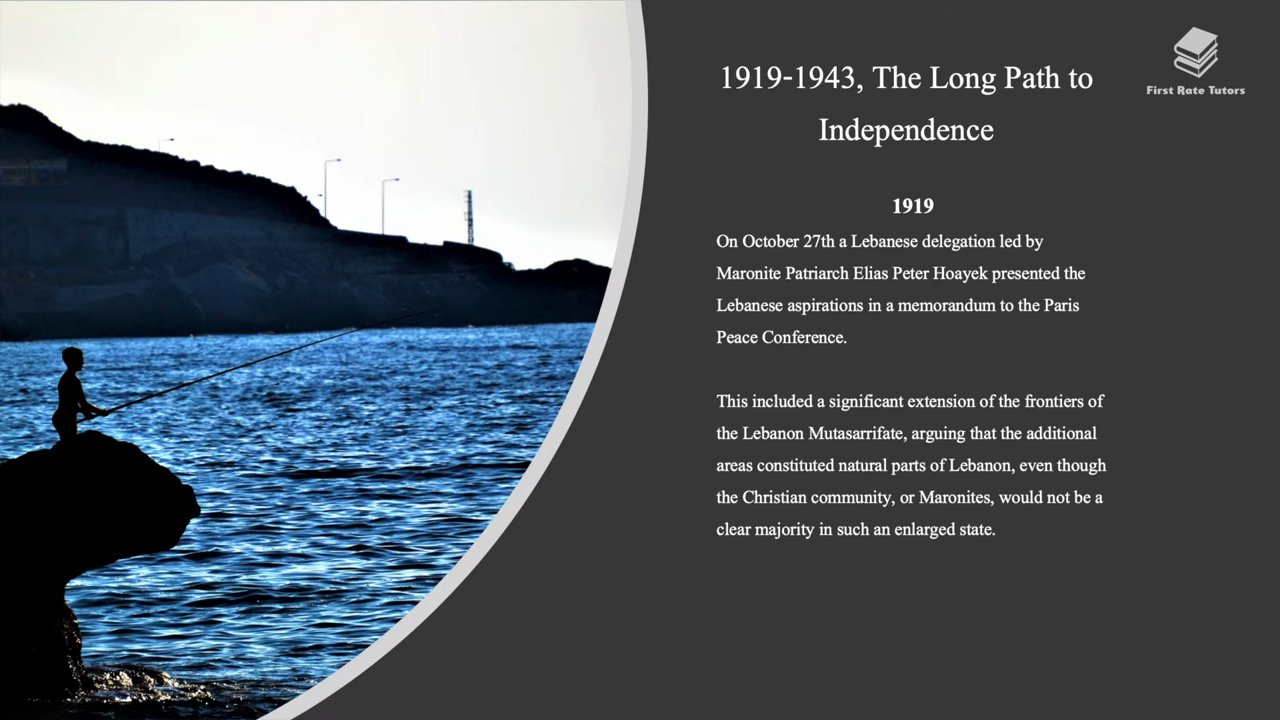 1919-1943, The Long Path to
Independence
First Rate Tutors
1919
On October 27th a Lebanese delegation led by
Maronite Patriarch Elias Peter Hoayek presented the
Lebanese aspirations in a memorandum to the Paris
Peace Conference.
This included a significant extension of the frontiers of
the Lebanon Mutasarrifate, arguing that the additional
areas constituted natural parts of Lebanon, even though
the Christian community, or Maronites, would not be a
clear majority in such an enlarged state.